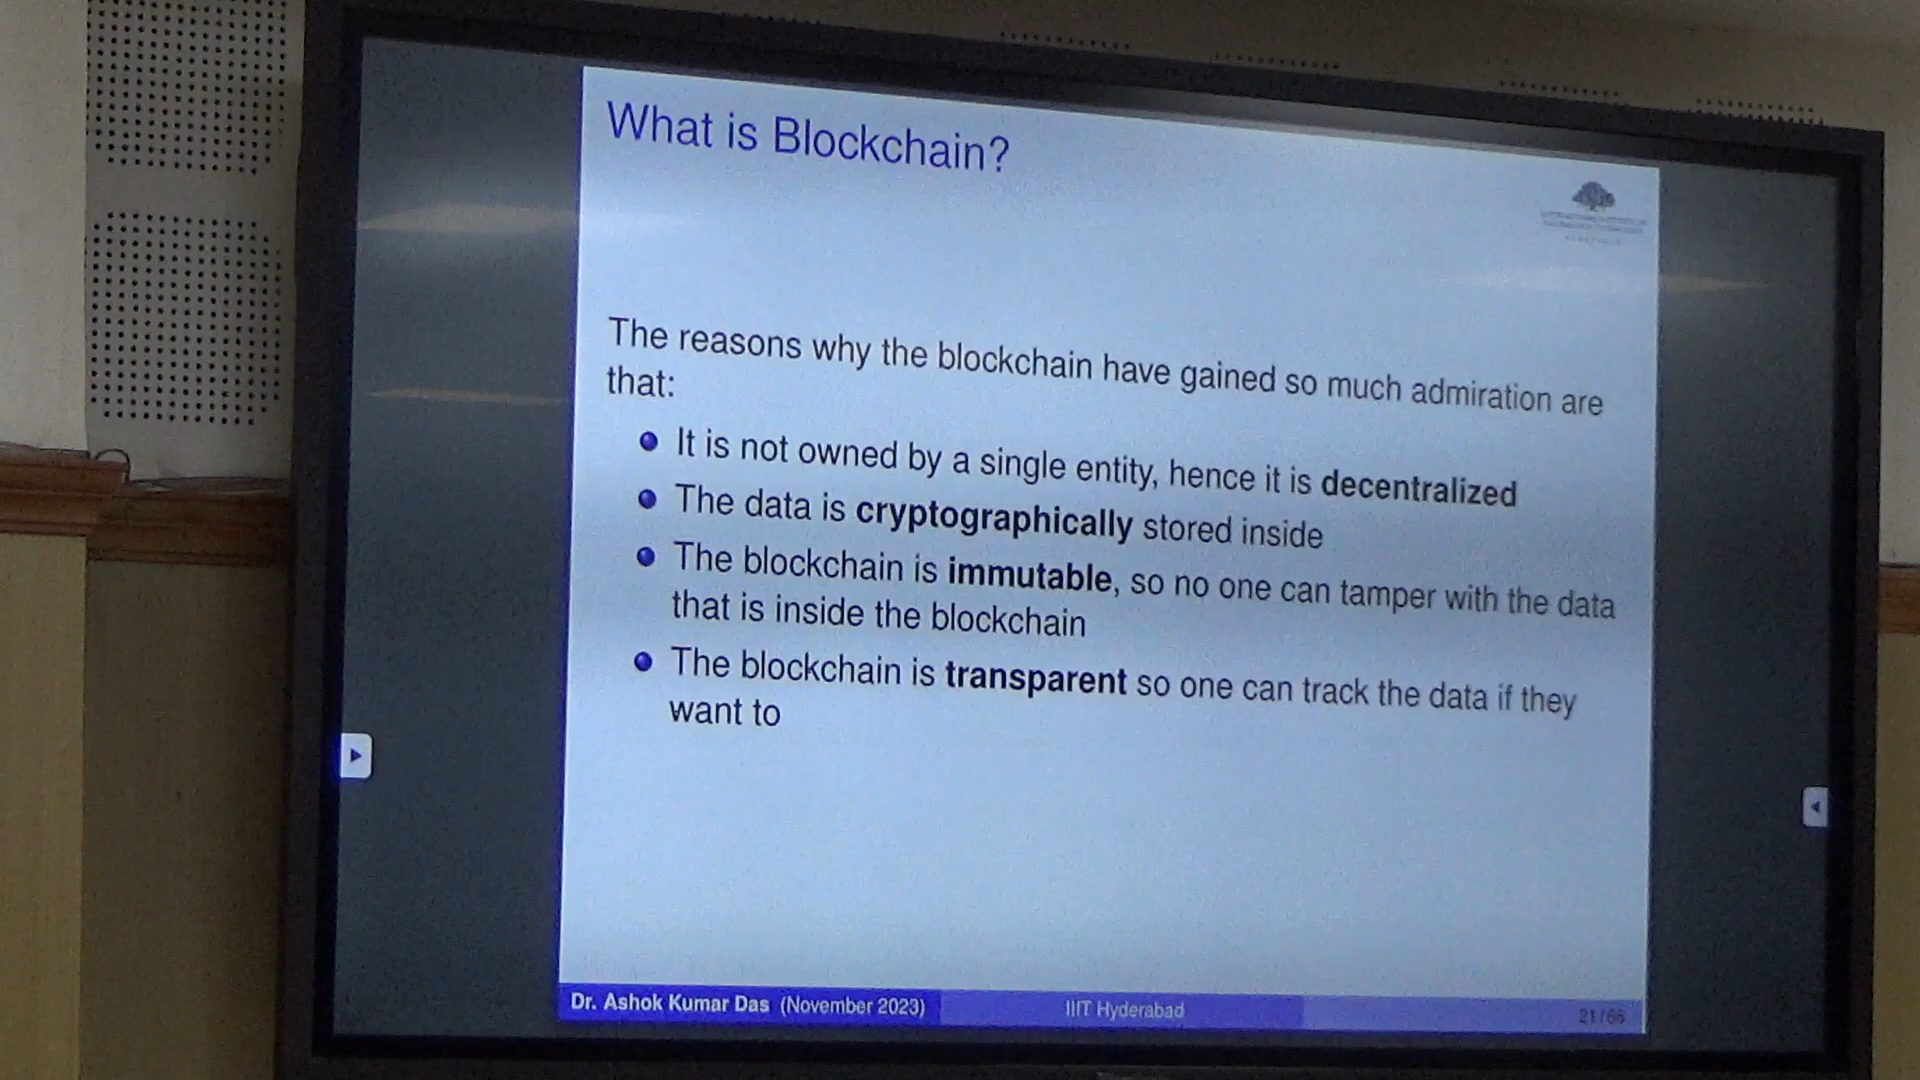 What is Blockchain?
The reasons why the blockchain have gained so much admiration are
that:
It is not owned by a single entity, hence it is decentralized
The data is cryptographically stored inside
The blockchain is immutable, so no one can tamper with the data
that is inside the blockchain
The blockchain is transparent so one can track the data if they
want to
Dr. Ashok Kumar Das (November 2023)
IIIT Hyderabad